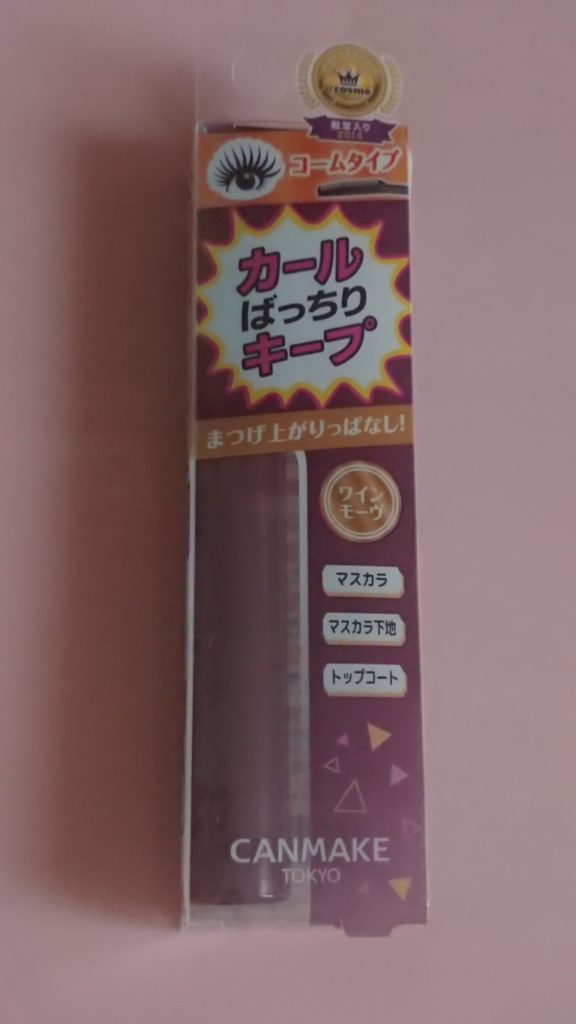 @cosme
殿堂入り
2014
コームタイプ
カール
ばっちり
キープ
まつげ上がりっぱなし!
ワイン
モーヴ
マスカラ
マスカラ下地
トップコート
CANMAKE
TOKYO